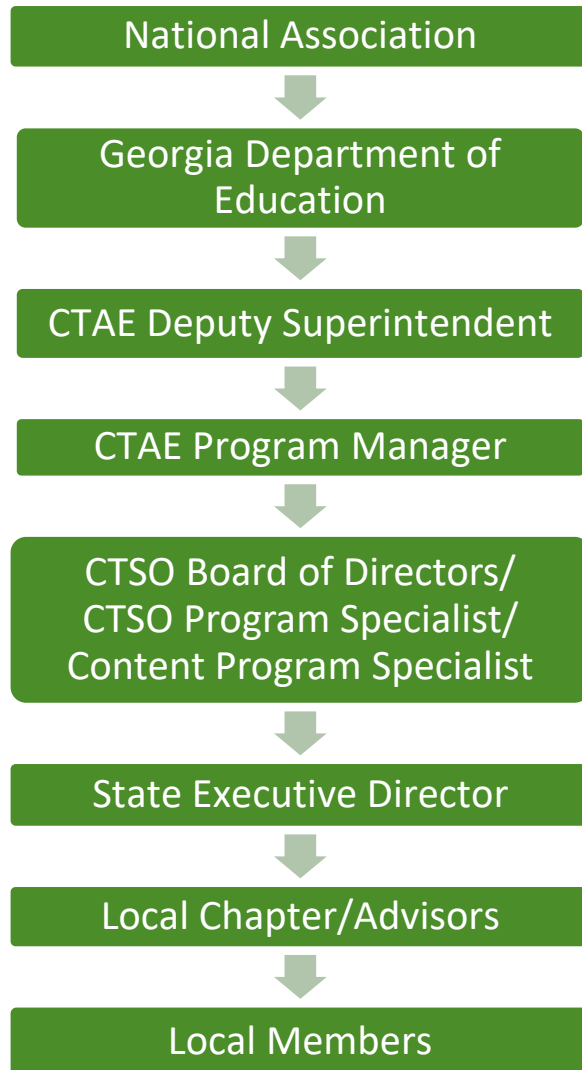 National Association
Georgia Department of
Education
CTAE Deputy Superintendent
CTAE Program Manager
CTSO Board of Directors/
CTSO Program Specialist/
Content Program Specialist
State Executive Director
Local Chapter/Advisors
Local Members